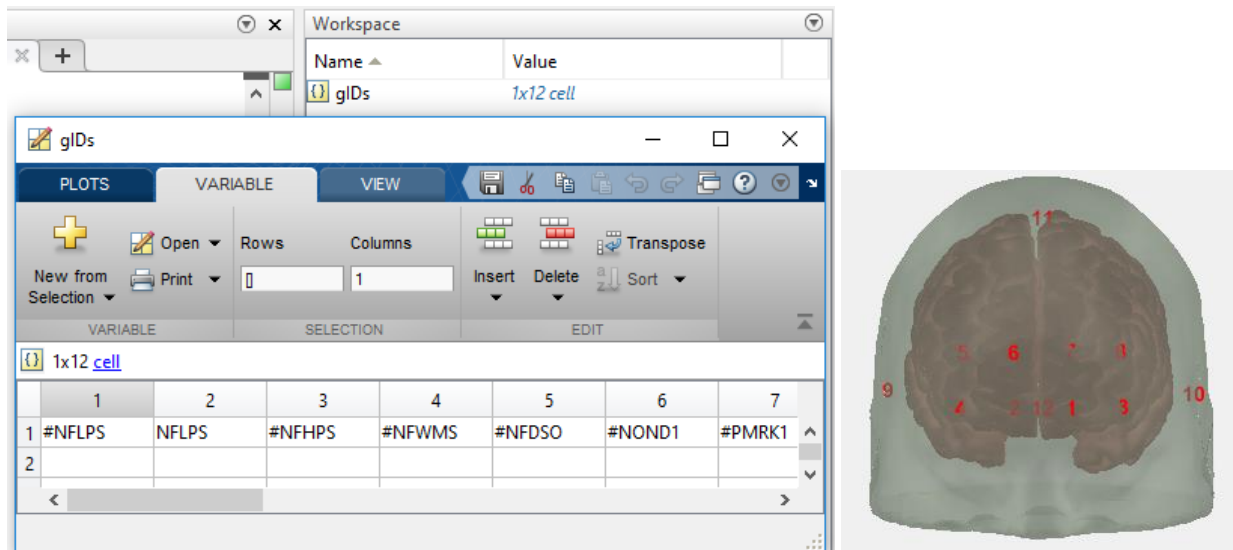 Workspace
Name Value
gIDs 1x12 cell
gIDs
PLOTS VARIABLE VIEW
New from Selection
Open
Print
Rows Columns
[] 1
Insert Delete
Transpose
Sort
VARIABLE SELECTION EDIT
1x12 cell
1 2 3 4 5 6 7
1 #NFLPS NFLPS #NFHPS #NFWMS #NFDSO #NOND1 #PMRK1
2
11
5 6 7 8
9 10
4 2 12 1 3